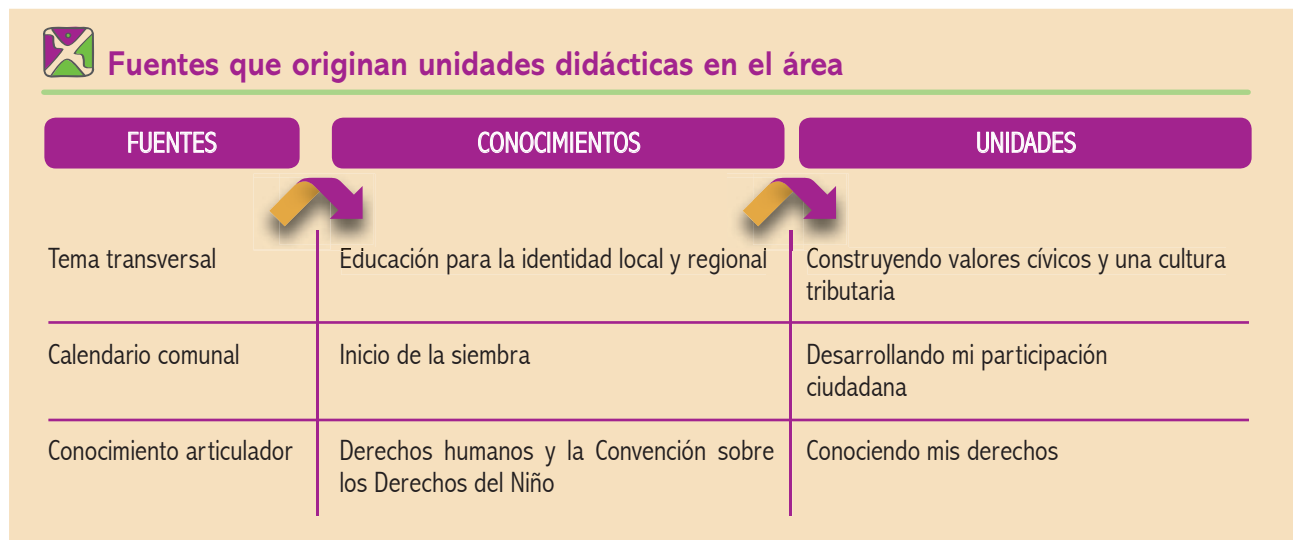 Fuentes que originan unidades didácticas en el área
FUENTES
CONOCIMIENTOS
UNIDADES
Tema transversal
Educación para la identidad local y regional
Construyendo valores cívicos y una cultura
tributaria
Calendario comunal
Inicio de la siembra
Desarrollando mi participación
ciudadana
Conocimiento articulador
Derechos humanos y la Convención sobre
los Derechos del Niño
Conociendo mis derechos